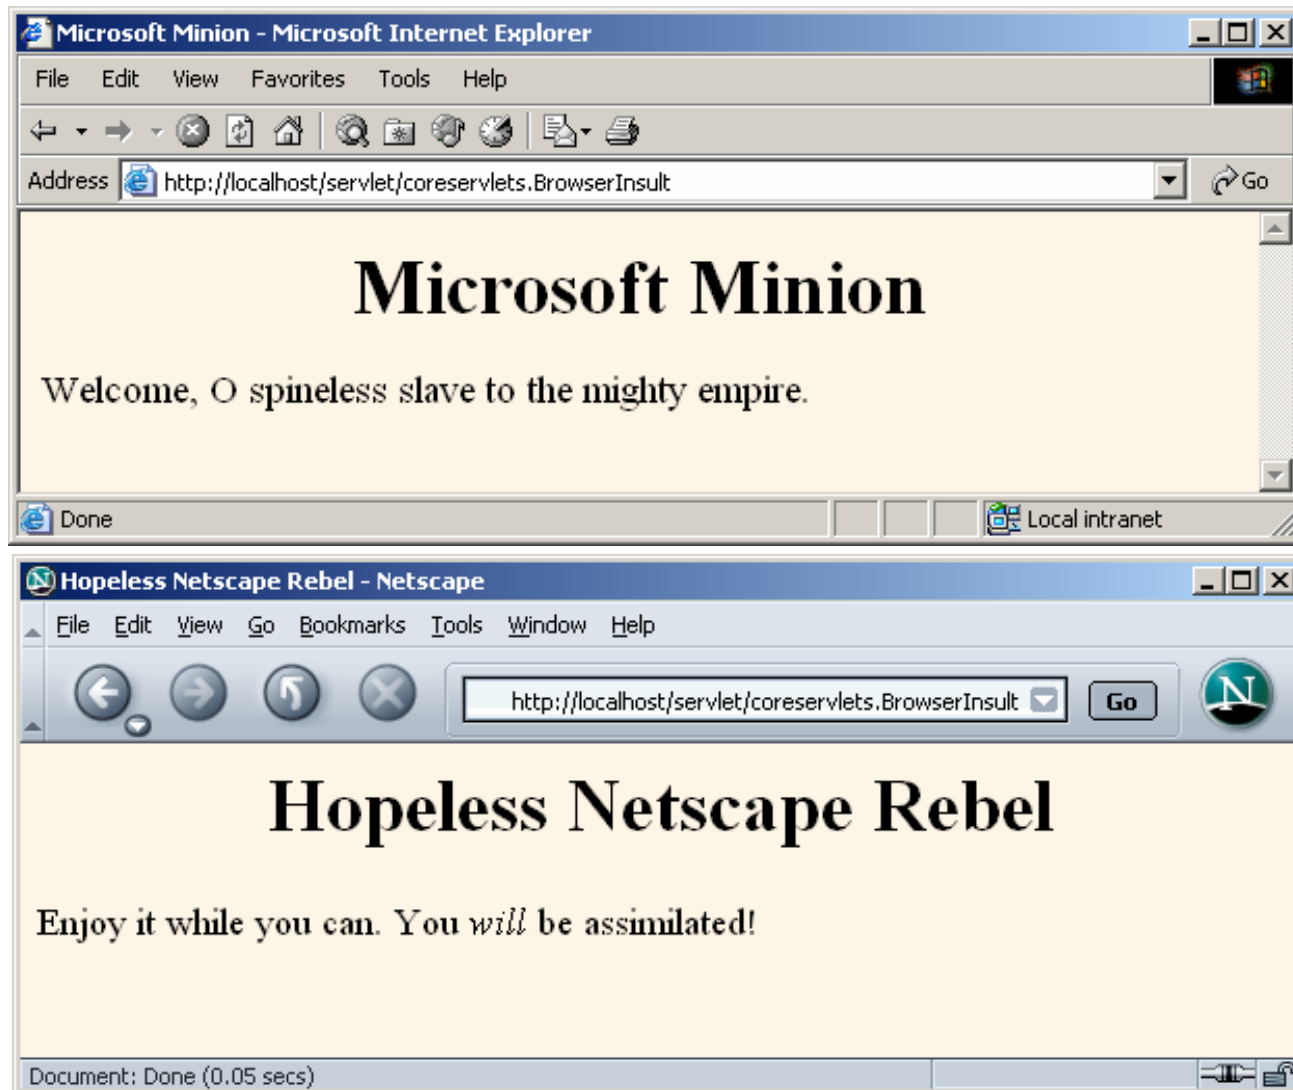 Microsoft Minion - Microsoft Internet Explorer
File Edit View Favorites Tools Help
Address http://localhost/servlet/coreservlets.BrowserInsult Go
Microsoft Minion
Welcome, O spineless slave to the mighty empire.
Done Local intranet
Hopeless Netscape Rebel - Netscape
File Edit View Go Bookmarks Tools Window Help
http://localhost/servlet/coreservlets.BrowserInsult Go N
Hopeless Netscape Rebel
Enjoy it while you can. You will be assimilated!
Document: Done (0.05 secs)